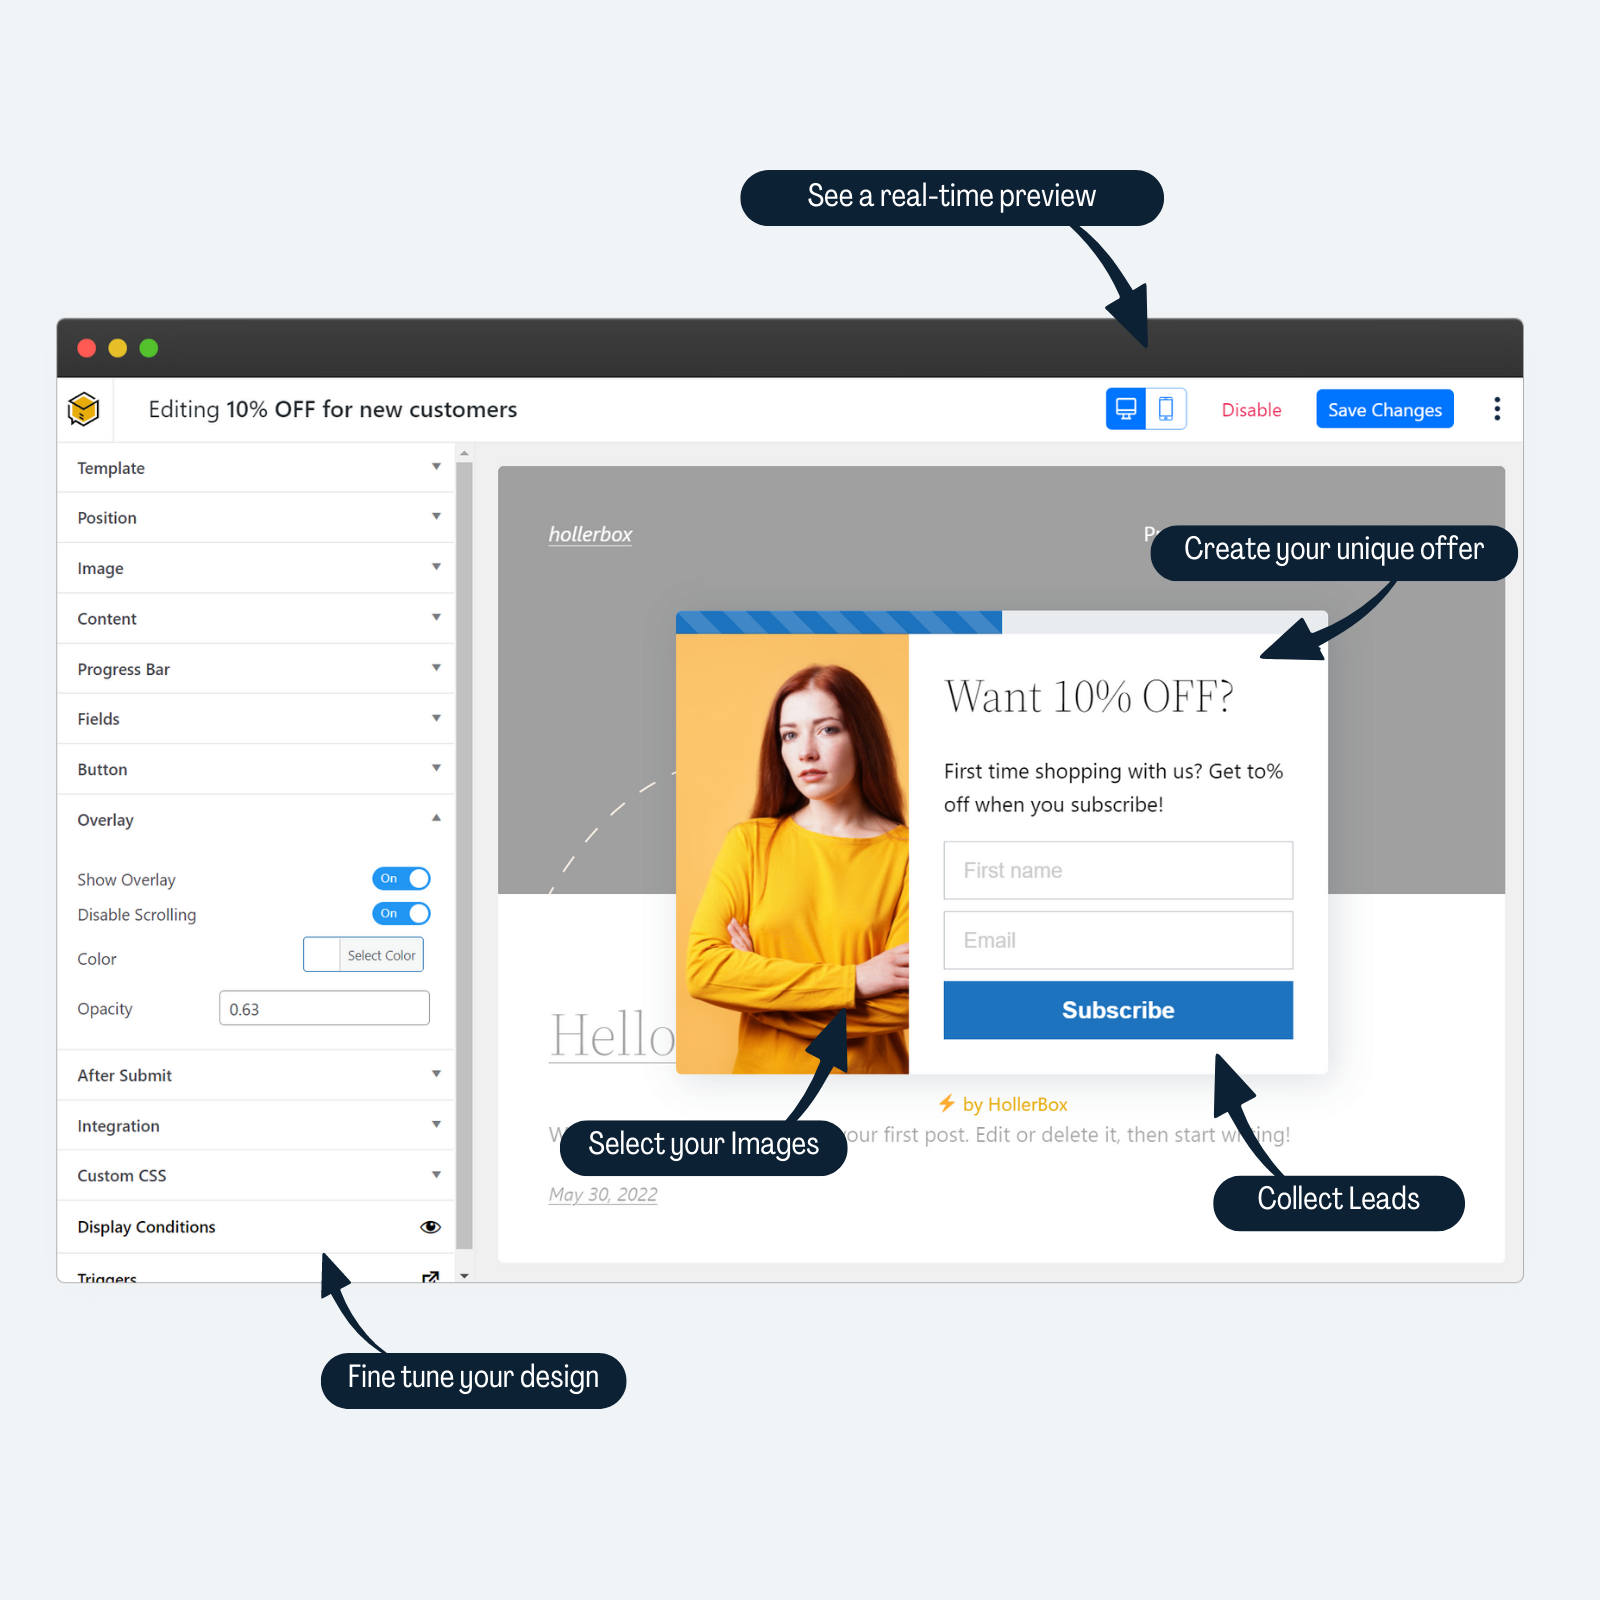 See a real-time preview
Editing 10% OFF for new customers
Disable
Save Changes
Template
Position
Image
Content
Progress Bar
Fields
Button
Overlay
Show Overlay
On
Disable Scrolling
On
Color
Select Color
Opacity
0.63
After Submit
Integration
Custom CSS
Display Conditions
Triggers
hollerbox
Create your unique offer
Want 10% OFF?
First time shopping with us? Get to%
off when you subscribe!
First name
Email
Subscribe
Hello
by HollerBox
your first post. Edit or delete it, then start writing!
Select your Images
May 30, 2022
Collect Leads
Fine tune your design